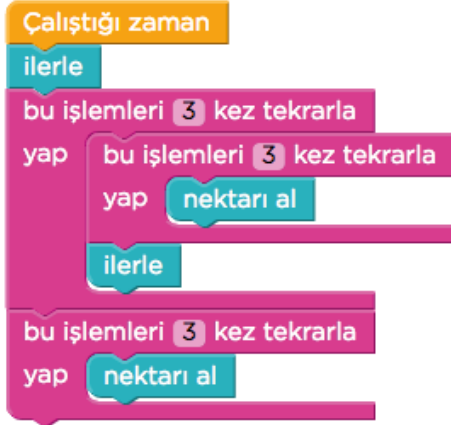 Çalıştığı zaman
ilerle
bu işlemleri 3 kez tekrarla
yap bu işlemleri 3 kez tekrarla
yap nektarı al
ilerle
bu işlemleri 3 kez tekrarla
yap nektarı al